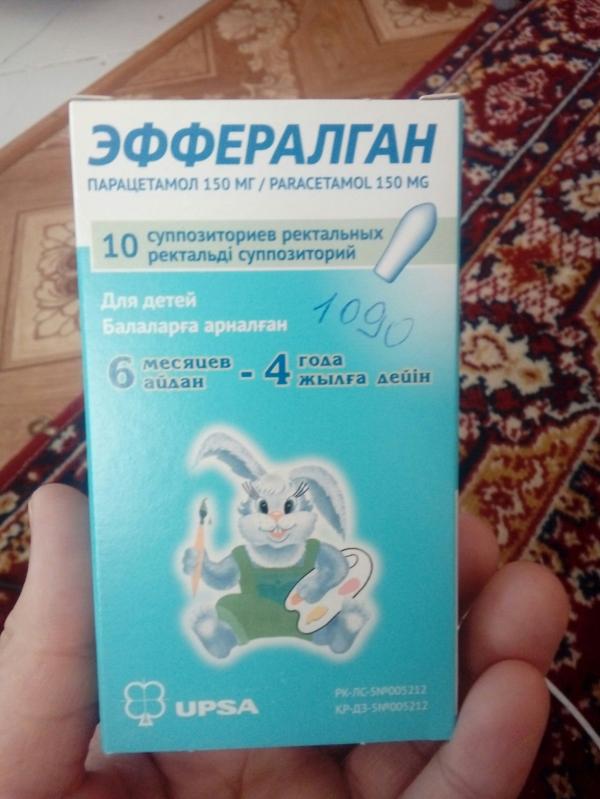 ЭФФЕРАЛГАН
ПАРАЦЕТАМОЛ 150 МГ / PARACETAMOL 150 MG
10 суппозиториев ректальных
ректальді суппозиторий
Для детей
Балаларға арналған
1090
6 месяцев - 4 года
айдан жылға дейін
UPSA
РК-ЛС-5№005212
КР-ДЗ-5№005212